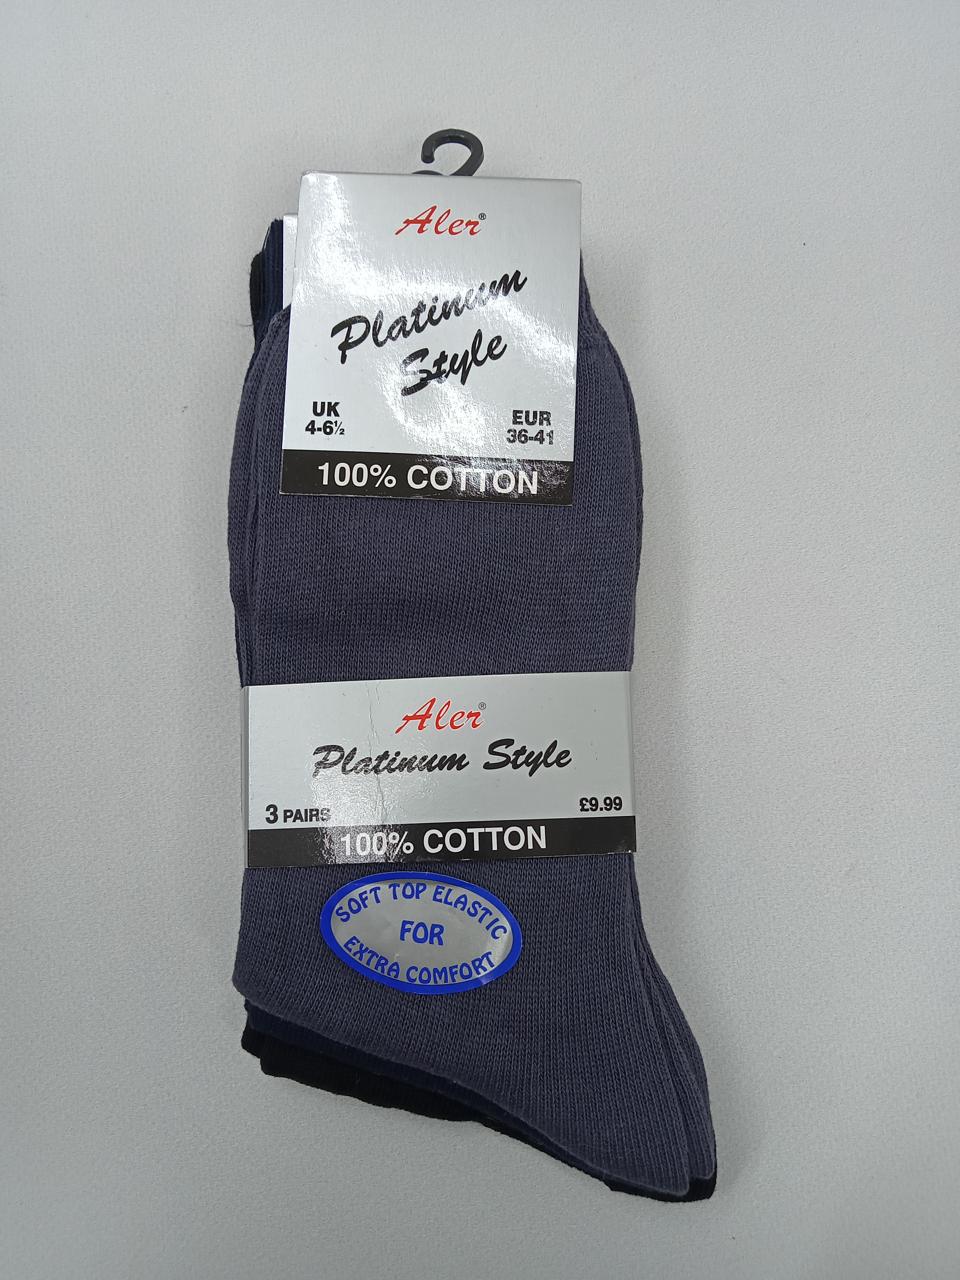 Aler®
Platinum
Style
UK
4-6½
EUR
36-41
100% COTTON
Aler®
Platinum Style
3 PAIRS
£9.99
100% COTTON
SOFT TOP ELASTIC
FOR
EXTRA COMFORT